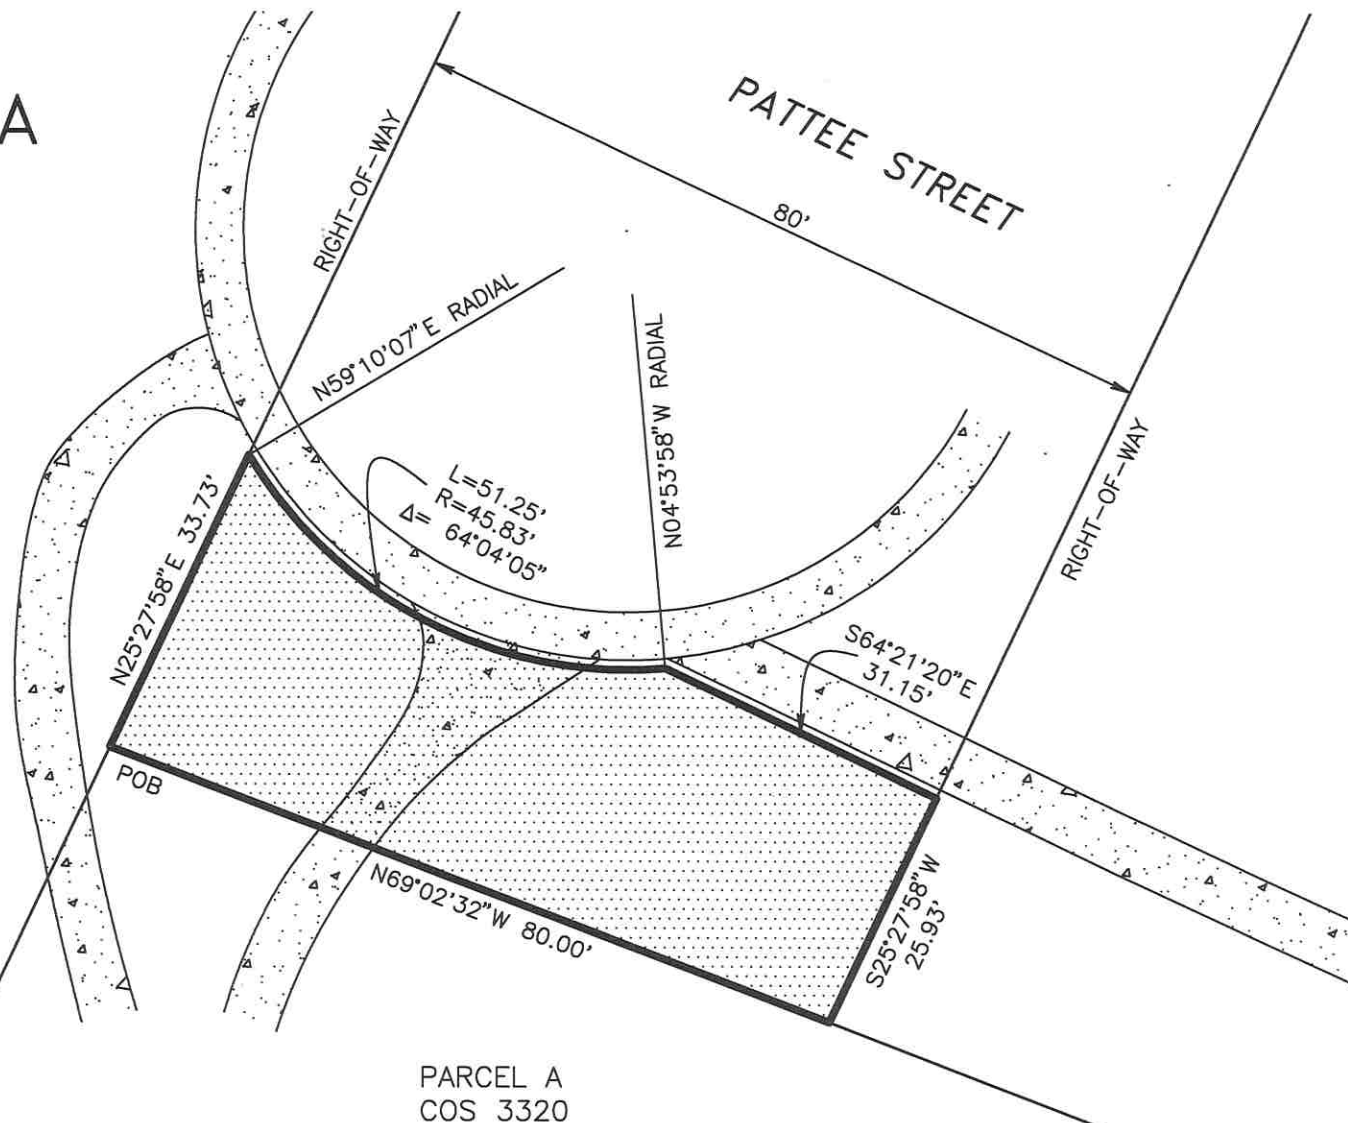 A
PATTEE STREET
80'
RIGHT-OF-WAY
N59°10'07"E RADIAL
N04°53'58"W RADIAL
RIGHT-OF-WAY
L=51.25'
R=45.83'
Δ= 64°04'05"
N25°27'58"E 33.73'
S64°21'20"E
31.15'
POB
N69°02'32"W 80.00'
S25°27'58"W
25.93'
PARCEL A
COS 3320